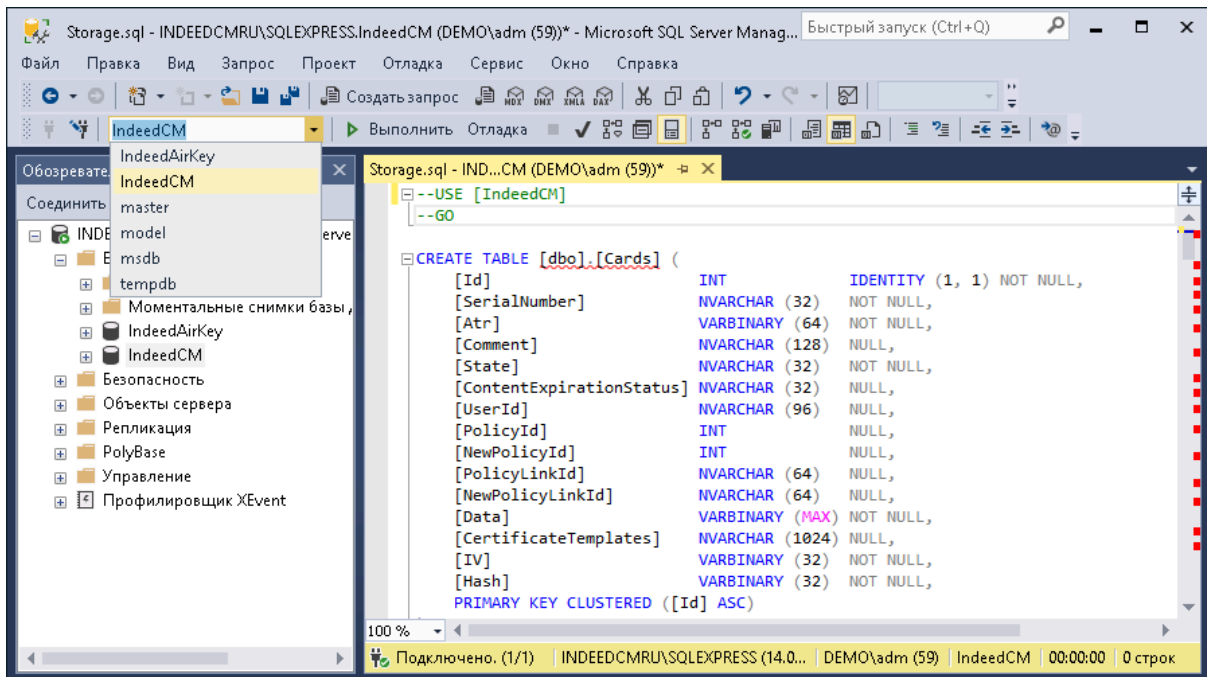 Storage.sql - INDEEDCMRU\SQLEXPRESS.IndeedCM (DEMO\adm (59))* - Microsoft SQL Server Manag...
Быстрый запуск (Ctrl+Q)
Файл Правка Вид Запрос Проект Отладка Сервис Окно Справка
Создать запрос MDX DMX XMLA DAX
IndeedCM Выполнить Отладка
IndeedAirKey
IndeedCM
master
model
msdb
tempdb
Обозревате
Соединить
INDE erve
Моментальные снимки базы
IndeedAirKey
IndeedCM
Безопасность
Объекты сервера
Репликация
PolyBase
Управление
Профилировщик XEvent
Storage.sql - IND...CM (DEMO\adm (59))*
--USE [IndeedCM]
--GO
CREATE TABLE [dbo].[Cards] (
[Id] INT IDENTITY (1, 1) NOT NULL,
[SerialNumber] NVARCHAR (32) NOT NULL,
[Atr] VARBINARY (64) NOT NULL,
[Comment] NVARCHAR (128) NULL,
[State] NVARCHAR (32) NOT NULL,
[ContentExpirationStatus] NVARCHAR (32) NULL,
[UserId] NVARCHAR (96) NULL,
[PolicyId] INT NULL,
[NewPolicyId] INT NULL,
[PolicyLinkId] NVARCHAR (64) NULL,
[NewPolicyLinkId] NVARCHAR (64) NULL,
[Data] VARBINARY (MAX) NOT NULL,
[CertificateTemplates] NVARCHAR (1024) NULL,
[IV] VARBINARY (32) NOT NULL,
[Hash] VARBINARY (32) NOT NULL,
PRIMARY KEY CLUSTERED ([Id] ASC)
100 %
Подключено. (1/1) INDEEDCMRU\SQLEXPRESS (14.0... DEMO\adm (59) IndeedCM 00:00:00 0 строк